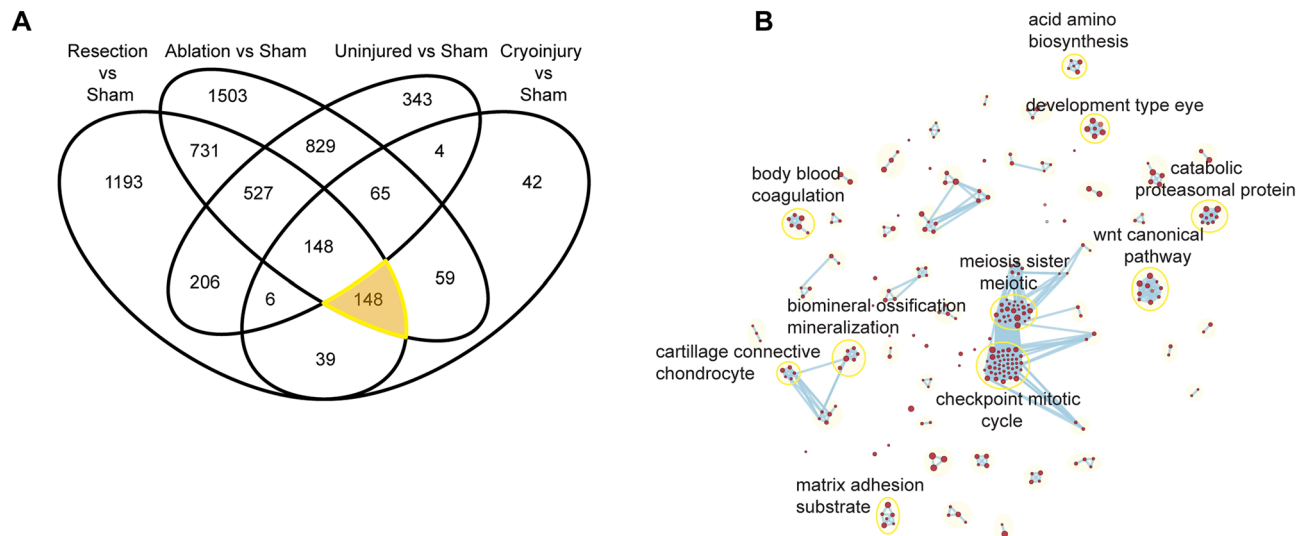 A
Resection
vs
Sham
Ablation vs Sham
Uninjured vs Sham
Cryoinjury
vs
Sham
1503
343
1193
731
829
4
42
527
65
148
206
6
148
59
39
B
acid amino
biosynthesis
development type eye
body blood
coagulation
catabolic
proteasomal protein
wnt canonical
pathway
meiosis sister
meiotic
biomineral ossification
mineralization
cartillage connective
chondrocyte
checkpoint mitotic
cycle
matrix adhesion
substrate